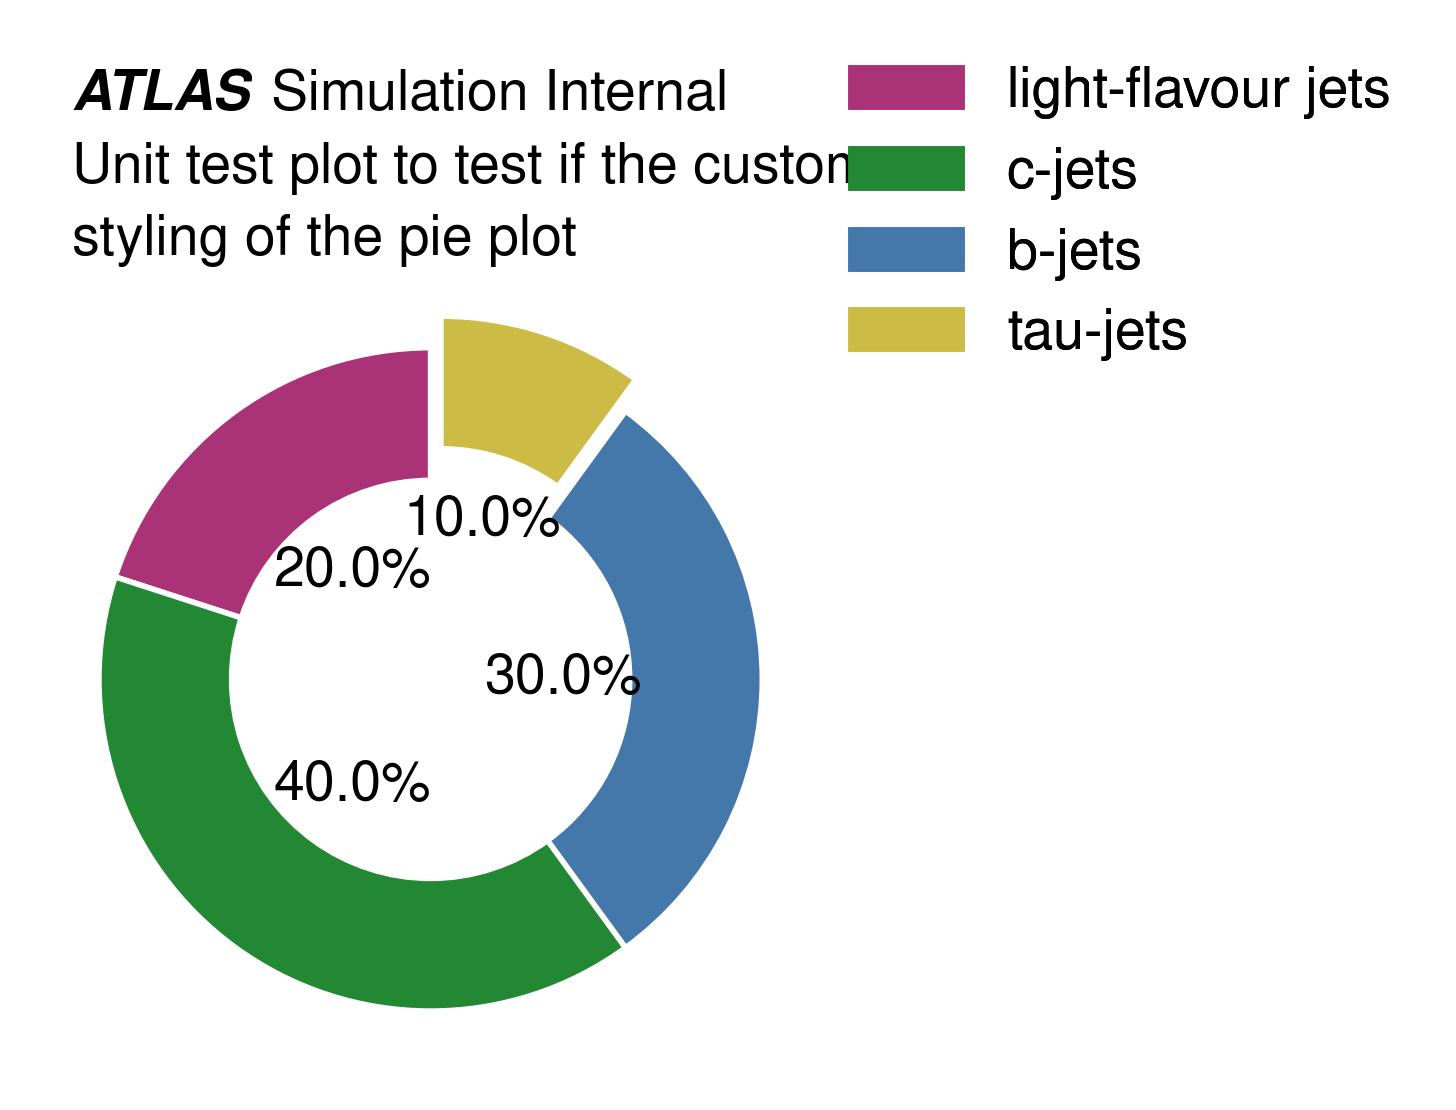 ATLAS Simulation Internal
Unit test plot to test if the
styling of the pie plot
light-flavour jets
c-jets
b-jets
tau-jets
10.0%
20.0%
30.0%
40.0%